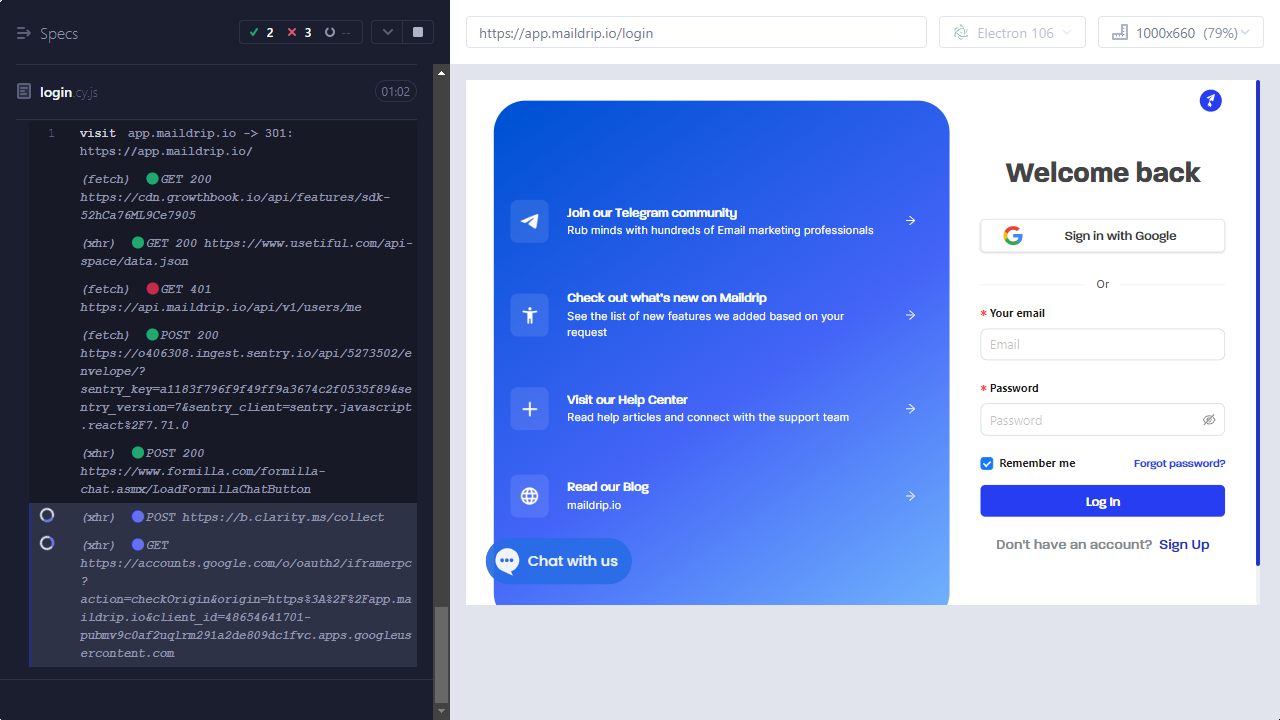 Specs
2
3
--
login.cy.js
01:02
1 visit app.maildrip.io -> 301:
https://app.maildrip.io/
(fetch) GET 200
https://cdn.growthbook.io/api/features/sdk-
52hCa76ML9Ce7905
(xhr) GET 200 https://www.usetiful.com/api-
space/data.json
(fetch) GET 401
https://api.maildrip.io/api/v1/users/me
(fetch) POST 200
https://o406308.ingest.sentry.io/api/5273502/e
nvelope/?
sentry_key=a1183f796f9f49ff9a3674c2f0535f89&se
ntry_version=7&sentry_client=sentry.javascript
.react%2F7.71.0
(xhr) POST 200
https://www.formilla.com/formilla-
chat.asmx/LoadFormillaChatButton
(xhr) POST https://b.clarity.ms/collect
(xhr) GET
https://accounts.google.com/o/oauth2/iframerpc
?
action=checkOrigin&origin=https%3A%2F%2Fapp.ma
ildrip.io&client_id=48654641701-
pubmv9c0af2uqlrm291a2de809dc1fvc.apps.googleus
ercontent.com
https://app.maildrip.io/login
Electron 106
1000x660 (79%)
Join our Telegram community
Rub minds with hundreds of Email marketing professionals
Check out what's new on Maildrip
See the list of new features we added based on your
request
Visit our Help Center
Read help articles and connect with the support team
Read our Blog
maildrip.io
Chat with us
Welcome back
Sign in with Google
Or
* Your email
Email
* Password
Password
Remember me
Forgot password?
Log In
Don't have an account? Sign Up